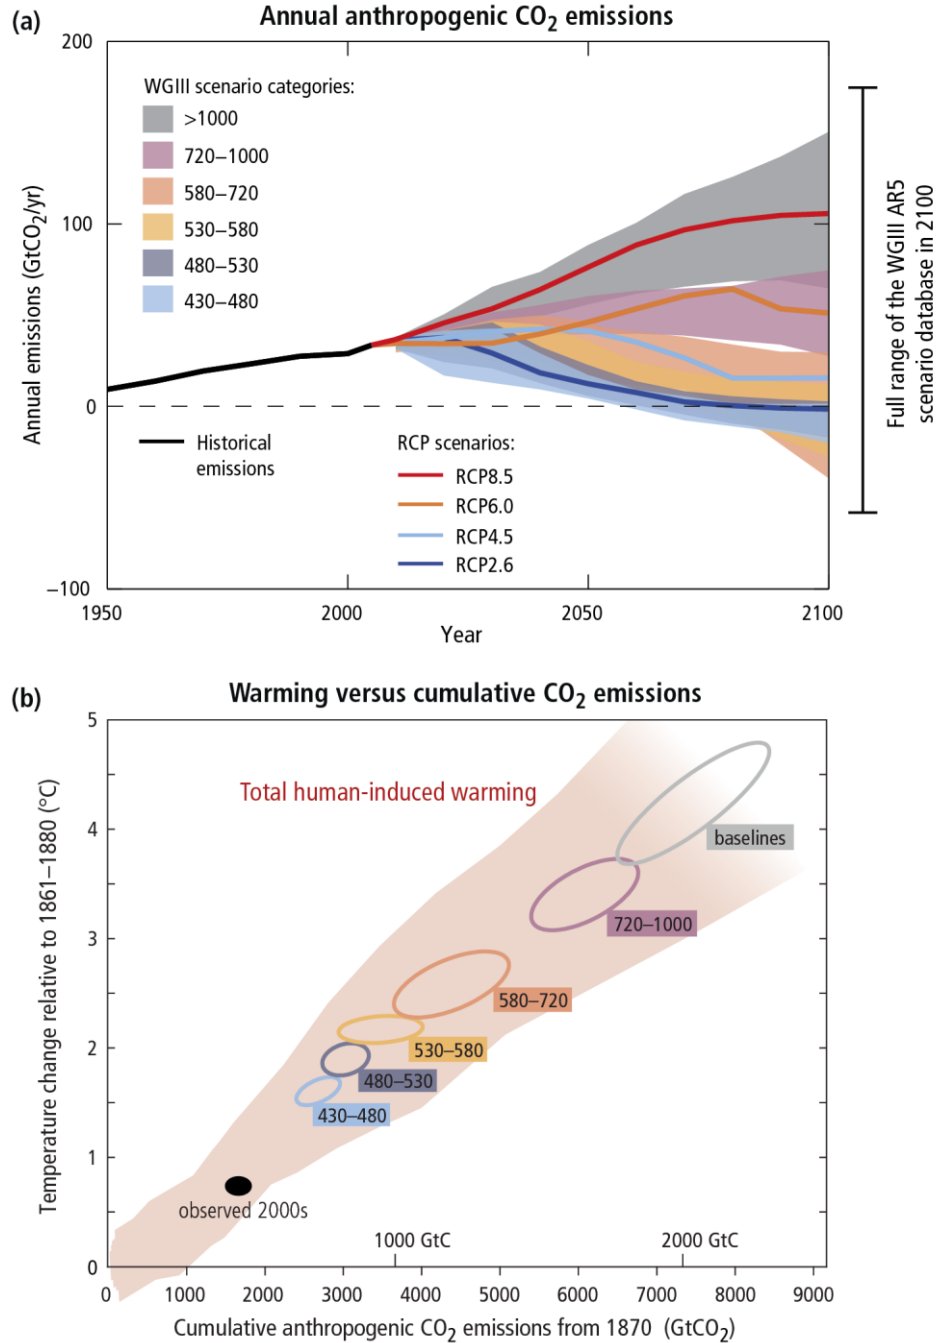 (a)
Annual anthropogenic CO₂ emissions
200
WGIII scenario categories:
>1000
720–1000
580–720
530–580
480–530
430–480
100
0
−100
Annual emissions (GtCO₂/yr)
Historical
emissions
RCP scenarios:
RCP8.5
RCP6.0
RCP4.5
RCP2.6
1950
2000
2050
2100
Year
Full range of the WGIII AR5
scenario database in 2100
(b)
Warming versus cumulative CO₂ emissions
5
4
3
2
1
0
Temperature change relative to 1861–1880 (°C)
Total human-induced warming
baselines
720–1000
580–720
530–580
480–530
430–480
observed 2000s
1000 GtC
2000 GtC
0
1000
2000
3000
4000
5000
6000
7000
8000
9000
Cumulative anthropogenic CO₂ emissions from 1870 (GtCO₂)